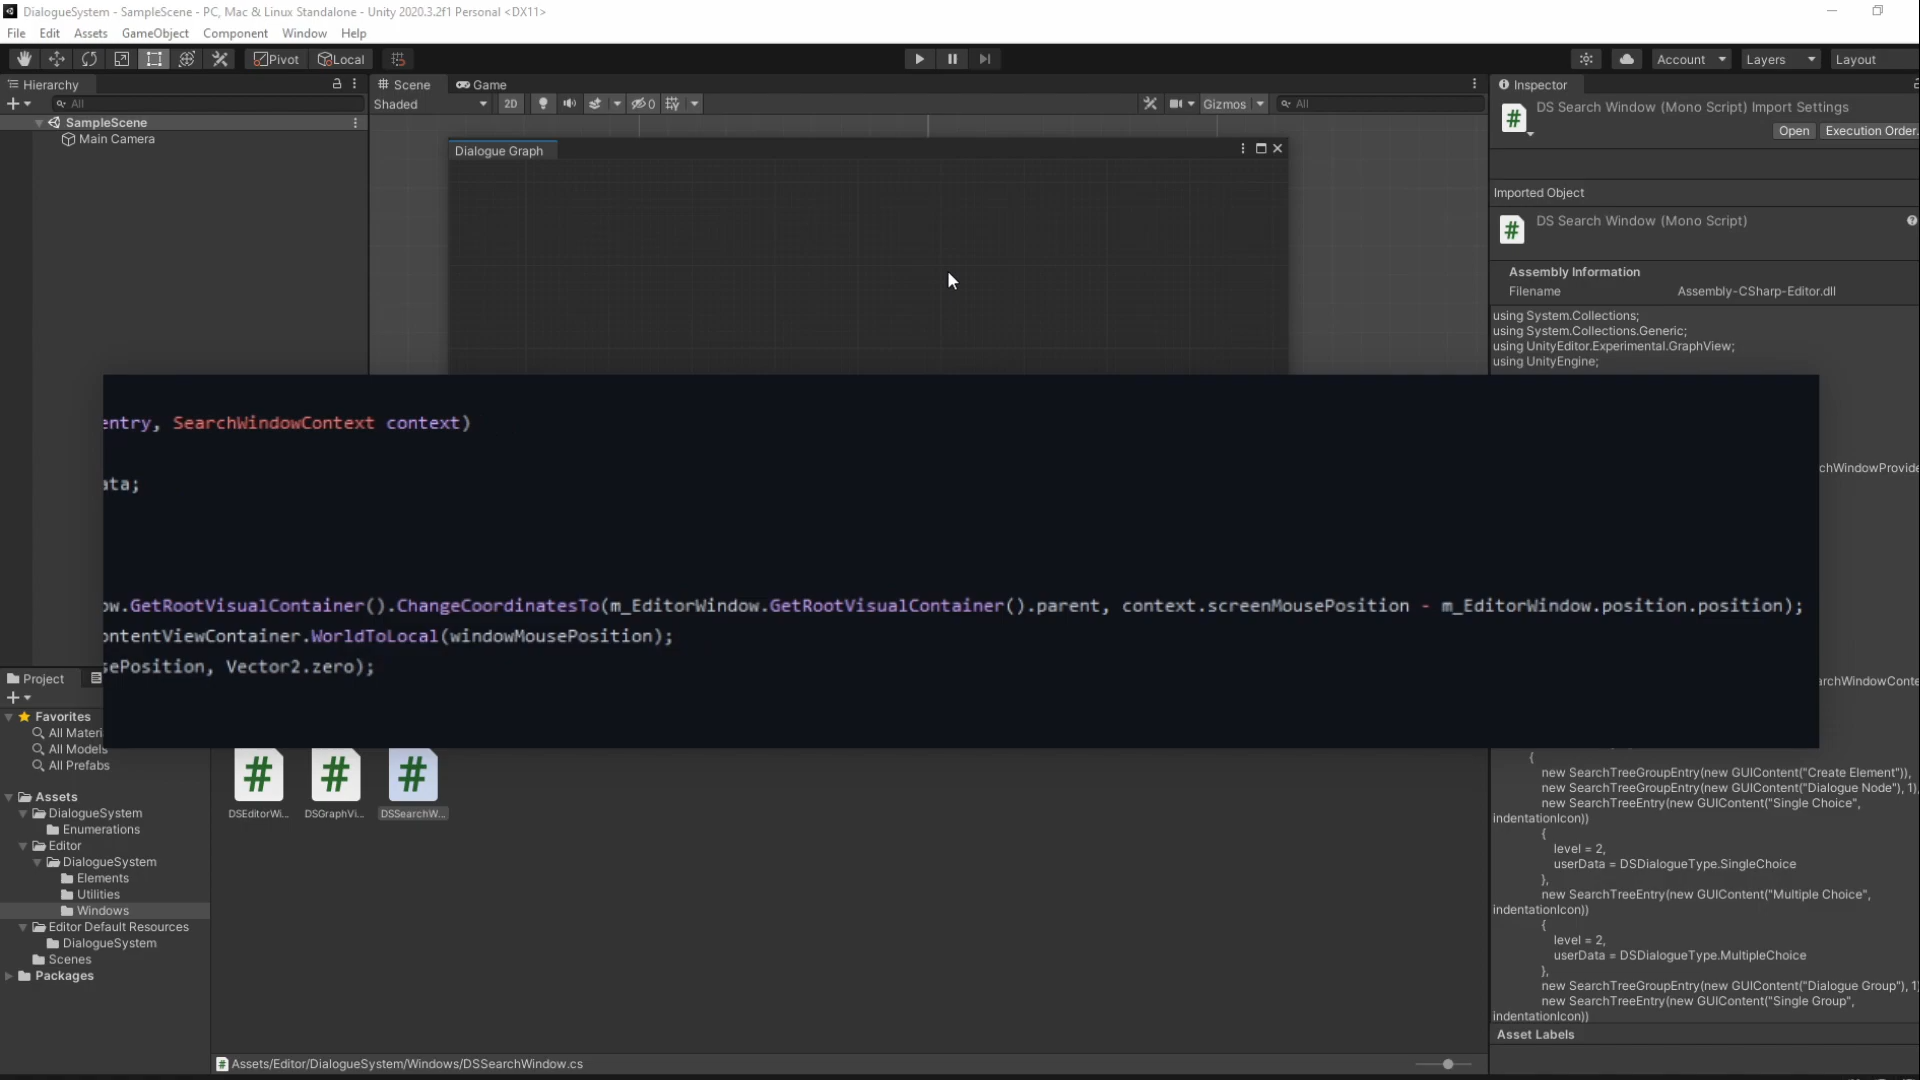 DialogueSystem - SampleScene - PC, Mac & Linux Standalone - Unity 2020.3.2f1 Personal <DX11>
File Edit Assets GameObject Component Window Help
Pivot Local Account Layers Layout
Hierarchy
All
SampleScene
Main Camera
Scene Game
Shaded 2D 0 Gizmos All
Dialogue Graph
Inspector
DS Search Window (Mono Script) Import Settings
Open Execution Order.
Imported Object
DS Search Window (Mono Script)
Assembly Information
Filename Assembly-CSharp-Editor.dll
using System.Collections;
using System.Collections.Generic;
using UnityEditor.Experimental.GraphView;
using UnityEngine;
entry, SearchWindowContext context)
chWindowProvide
ata;
ow.GetRootVisualContainer().ChangeCoordinatesTo(m_EditorWindow.GetRootVisualContainer().parent, context.screenMousePosition - m_EditorWindow.position.position);
ontentViewContainer.WorldToLocal(windowMousePosition);
sePosition, Vector2.zero);
archWindowConte
Project
Favorites
All Materi
All Models
All Prefabs
Assets
DialogueSystem
Enumerations
Editor
DialogueSystem
Elements
Utilities
Windows
Editor Default Resources
DialogueSystem
Scenes
Packages
DSEditorWi... DSGraphVi... DSSearchW...
{
new SearchTreeGroupEntry(new GUIContent("Create Element")),
new SearchTreeGroupEntry(new GUIContent("Dialogue Node"), 1)
new SearchTreeEntry(new GUIContent("Single Choice",
indentationIcon))
{
level = 2,
userData = DSDialogueType.SingleChoice
},
new SearchTreeEntry(new GUIContent("Multiple Choice",
indentationIcon))
{
level = 2,
userData = DSDialogueType.MultipleChoice
},
new SearchTreeGroupEntry(new GUIContent("Dialogue Group"), 1)
new SearchTreeEntry(new GUIContent("Single Group",
indentationIcon))
Asset Labels
Assets/Editor/DialogueSystem/Windows/DSSearchWindow.cs